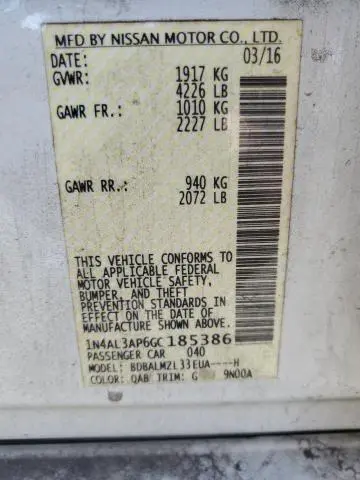 MFD BY NISSAN MOTOR CO., LTD.
DATE: 03/16
GVWR: 1917 KG
4226 LB
GAWR FR.: 1010 KG
2227 LB
GAWR RR.: 940 KG
2072 LB
THIS VEHICLE CONFORMS TO
ALL APPLICABLE FEDERAL
MOTOR VEHICLE SAFETY,
BUMPER, AND THEFT
PREVENTION STANDARDS IN
EFFECT ON THE DATE OF
MANUFACTURE SHOWN ABOVE.
1N4AL3AP6GC185386
PASSENGER CAR 040
MODEL: BDBALMZL33EUA----H
COLOR: QAB TRIM: G 9N00A